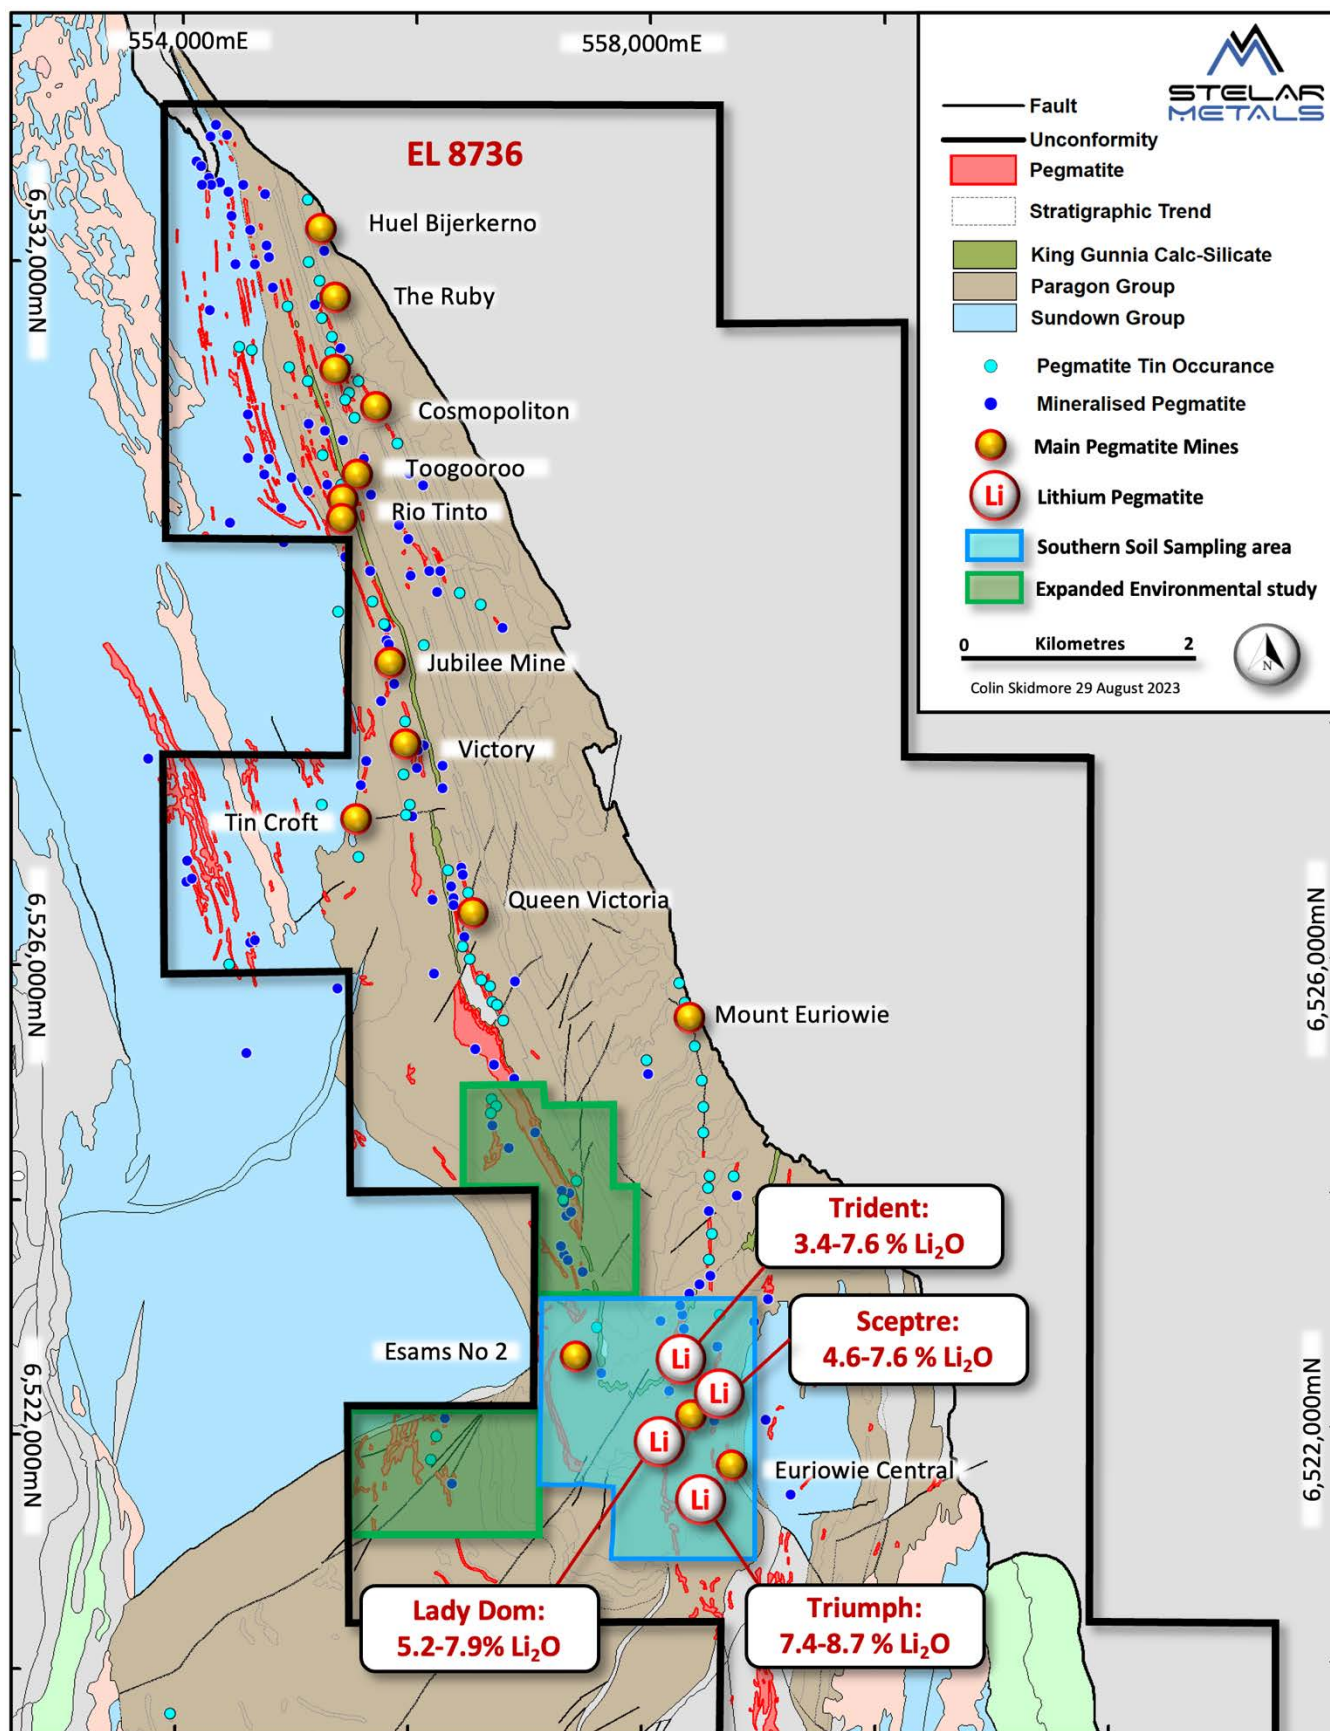 554,000mE
558,000mE
STELAR
METALS
Fault
Unconformity
Pegmatite
Stratigraphic Trend
King Gunnia Calc-Silicate
Paragon Group
Sundown Group
Pegmatite Tin Occurance
Mineralised Pegmatite
Main Pegmatite Mines
Li
Lithium Pegmatite
Southern Soil Sampling area
Expanded Environmental study
0 Kilometres 2
N
Colin Skidmore 29 August 2023
EL 8736
6,532,000mN
Huel Bijerkerno
The Ruby
Cosmopoliton
Toogooroo
Rio Tinto
Jubilee Mine
Victory
Tin Croft
Queen Victoria
6,526,000mN
6,526,000mN
Mount Euriowie
Trident:
3.4-7.6 % Li₂O
Sceptre:
4.6-7.6 % Li₂O
Esams No 2
Li
Li
Li
Li
6,522,000mN
6,522,000mN
Euriowie Central
Lady Dom:
5.2-7.9% Li₂O
Triumph:
7.4-8.7 % Li₂O